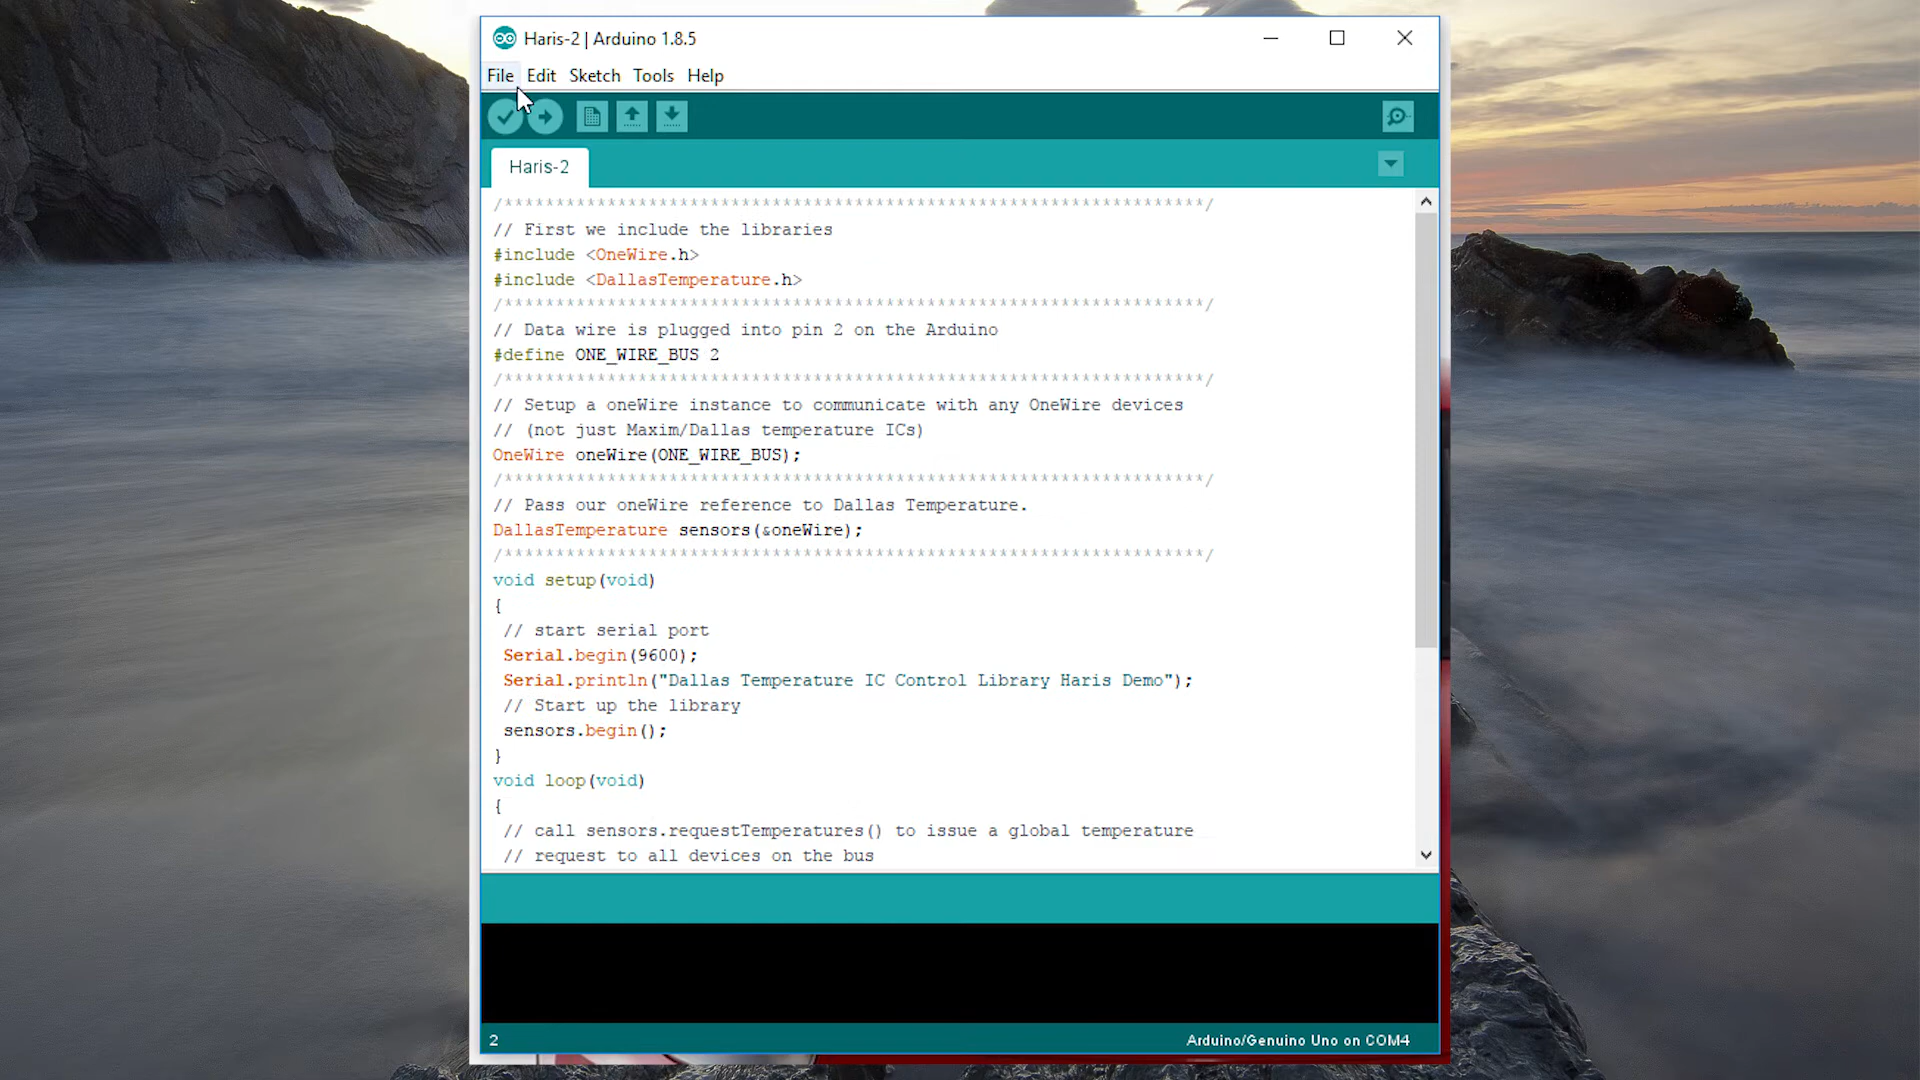 Haris-2 | Arduino 1.8.5
File Edit Sketch Tools Help
Haris-2
/********************************************************************/
// First we include the libraries
#include <OneWire.h>
#include <DallasTemperature.h>
/********************************************************************/
// Data wire is plugged into pin 2 on the Arduino
#define ONE_WIRE_BUS 2
/********************************************************************/
// Setup a oneWire instance to communicate with any OneWire devices
// (not just Maxim/Dallas temperature ICs)
OneWire oneWire(ONE_WIRE_BUS);
/********************************************************************/
// Pass our oneWire reference to Dallas Temperature.
DallasTemperature sensors(&oneWire);
/********************************************************************/
void setup(void)
{
// start serial port
Serial.begin(9600);
Serial.println("Dallas Temperature IC Control Library Haris Demo");
// Start up the library
sensors.begin();
}
void loop(void)
{
// call sensors.requestTemperatures() to issue a global temperature
// request to all devices on the bus
2
Arduino/Genuino Uno on COM4